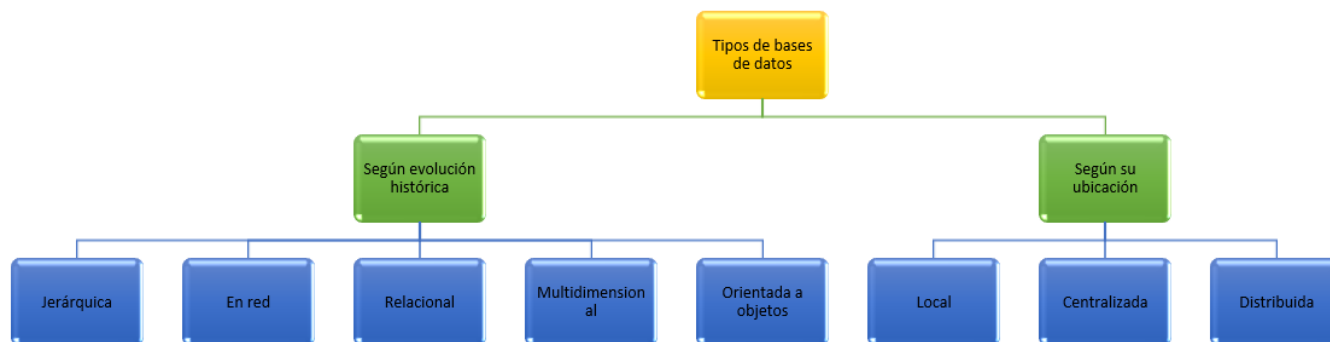 Tipos de bases
de datos
Según evolución
histórica
Según su
ubicación
Jerárquica
En red
Relacional
Multidimension
al
Orientada a
objetos
Local
Centralizada
Distribuida